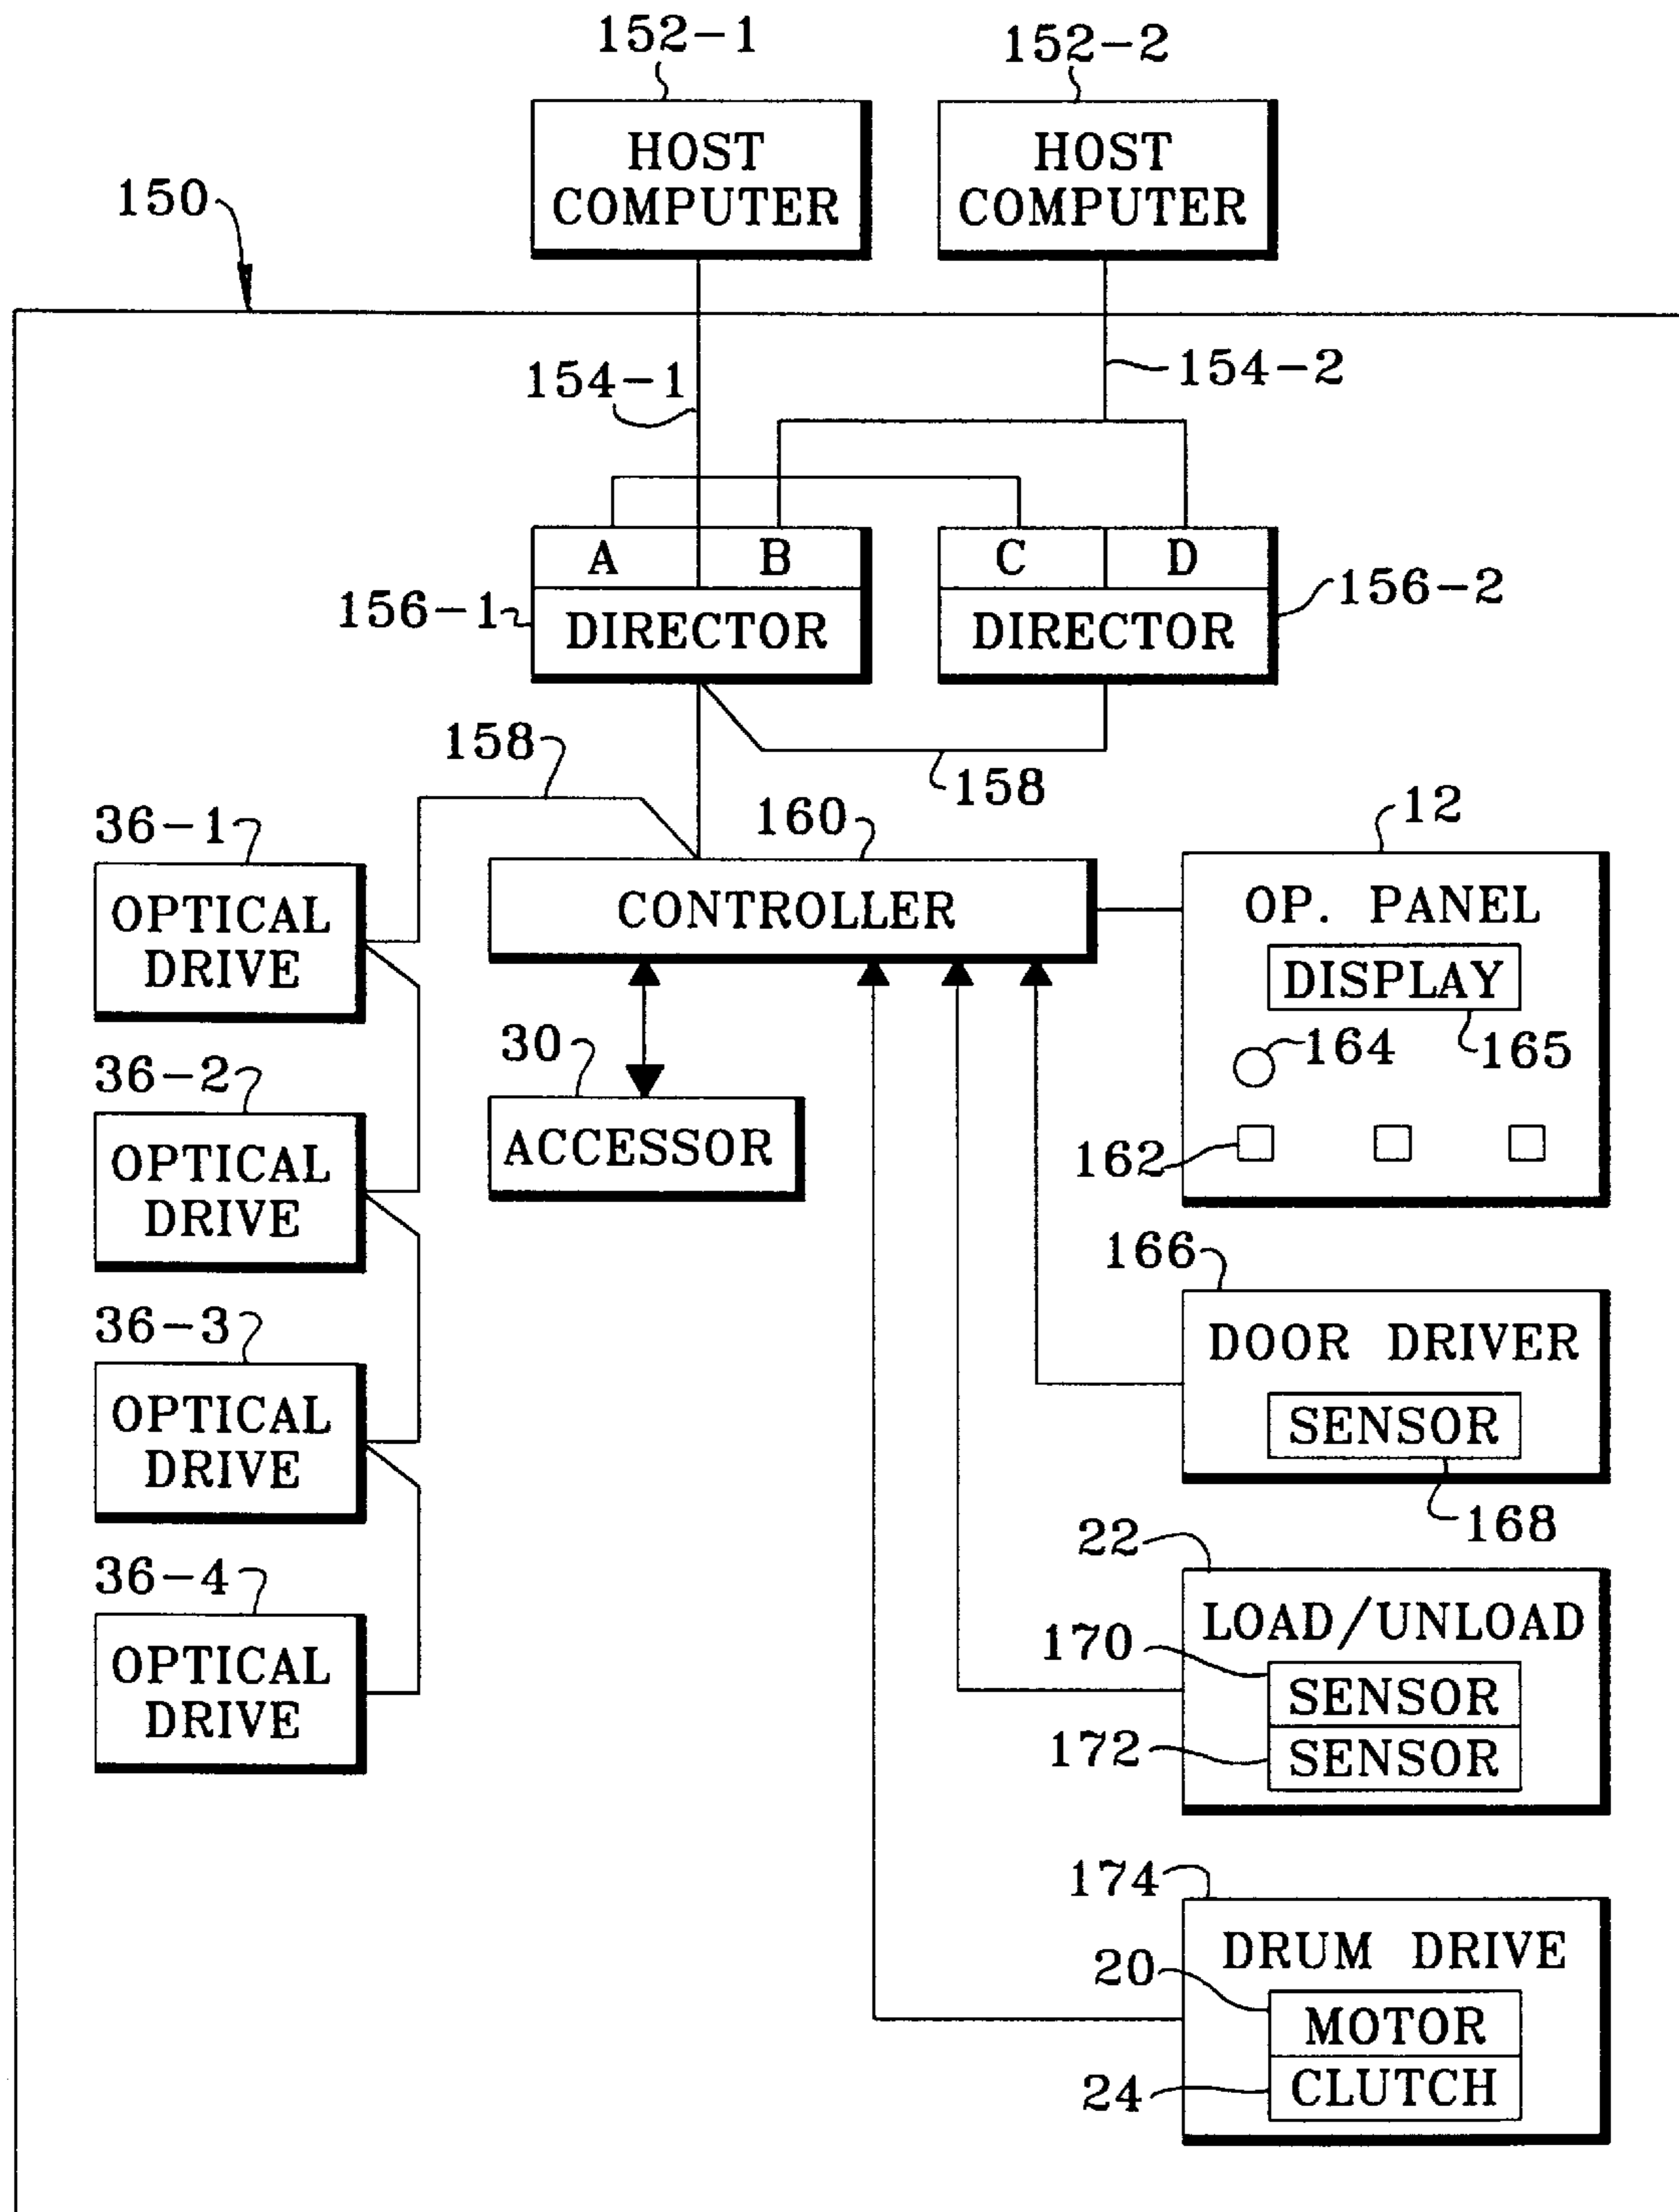 152-1
152-2
HOST
COMPUTER
HOST
COMPUTER
150
154-1
154-2
A
B
C
D
156-1
DIRECTOR
DIRECTOR
156-2
158
158
36-1
OPTICAL
DRIVE
160
CONTROLLER
12
OP. PANEL
DISPLAY
164
165
162
30
ACCESSOR
36-2
OPTICAL
DRIVE
166
DOOR DRIVER
SENSOR
168
36-3
OPTICAL
DRIVE
22
LOAD/UNLOAD
170
SENSOR
172
SENSOR
36-4
OPTICAL
DRIVE
174
DRUM DRIVE
20
MOTOR
24
CLUTCH